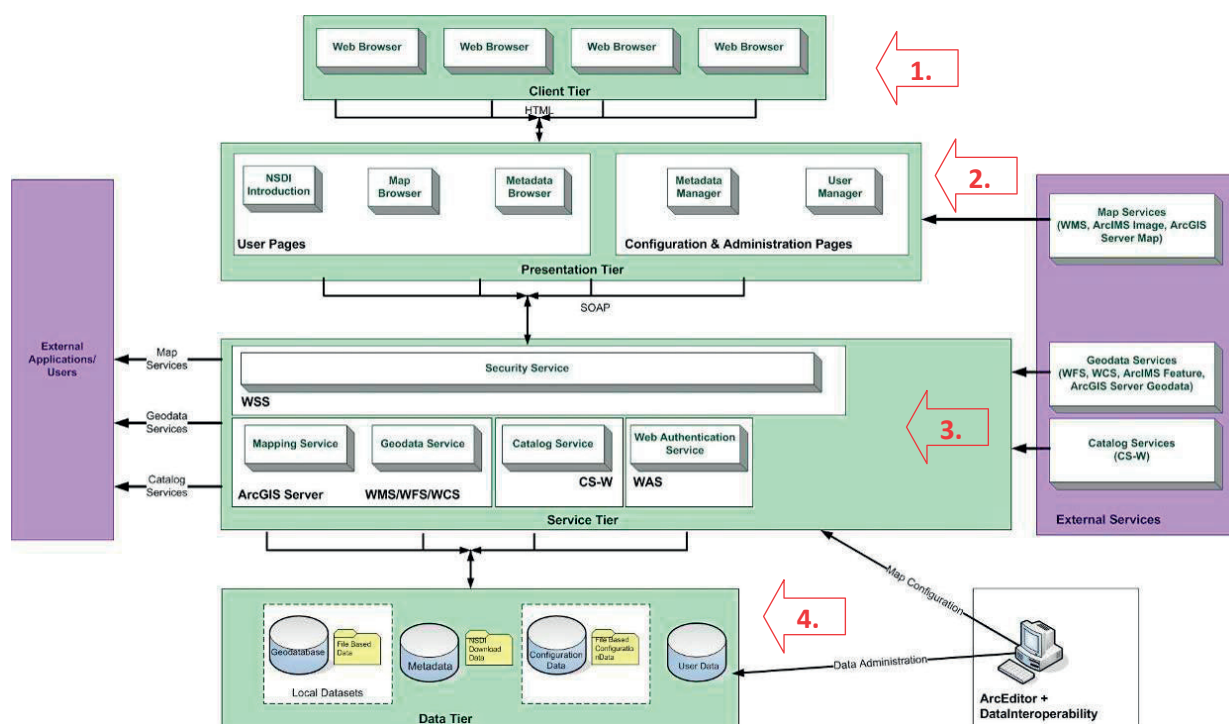 Web Browser
Web Browser
Web Browser
Web Browser
Client Tier
1.
HTML
NSDI
Introduction
Map
Browser
Metadata
Browser
User Pages
Metadata
Manager
User
Manager
Configuration & Administration Pages
Presentation Tier
2.
SOAP
External
Applications/
Users
Map
Services
Geodata
Services
Catalog
Services
Security Service
WSS
Mapping Service
Geodata Service
ArcGIS Server
WMS/WFS/WCS
Catalog Service
CS-W
Web Authentication
Service
WAS
Service Tier
3.
Map Services
(WMS, ArcIMS Image, ArcGIS
Server Map)
Geodata Services
(WFS, WCS, ArcIMS Feature,
ArcGIS Server Geodata)
Catalog Services
(CS-W)
External Services
Map Configuration
Data Administration
Geodatabase
File Based
Data
Local Datasets
Metadata
NSDI
Download
Data
Configuration
Data
File Based
Configuratio
nData
User Data
Data Tier
4.
ArcEditor +
DataInteroperability